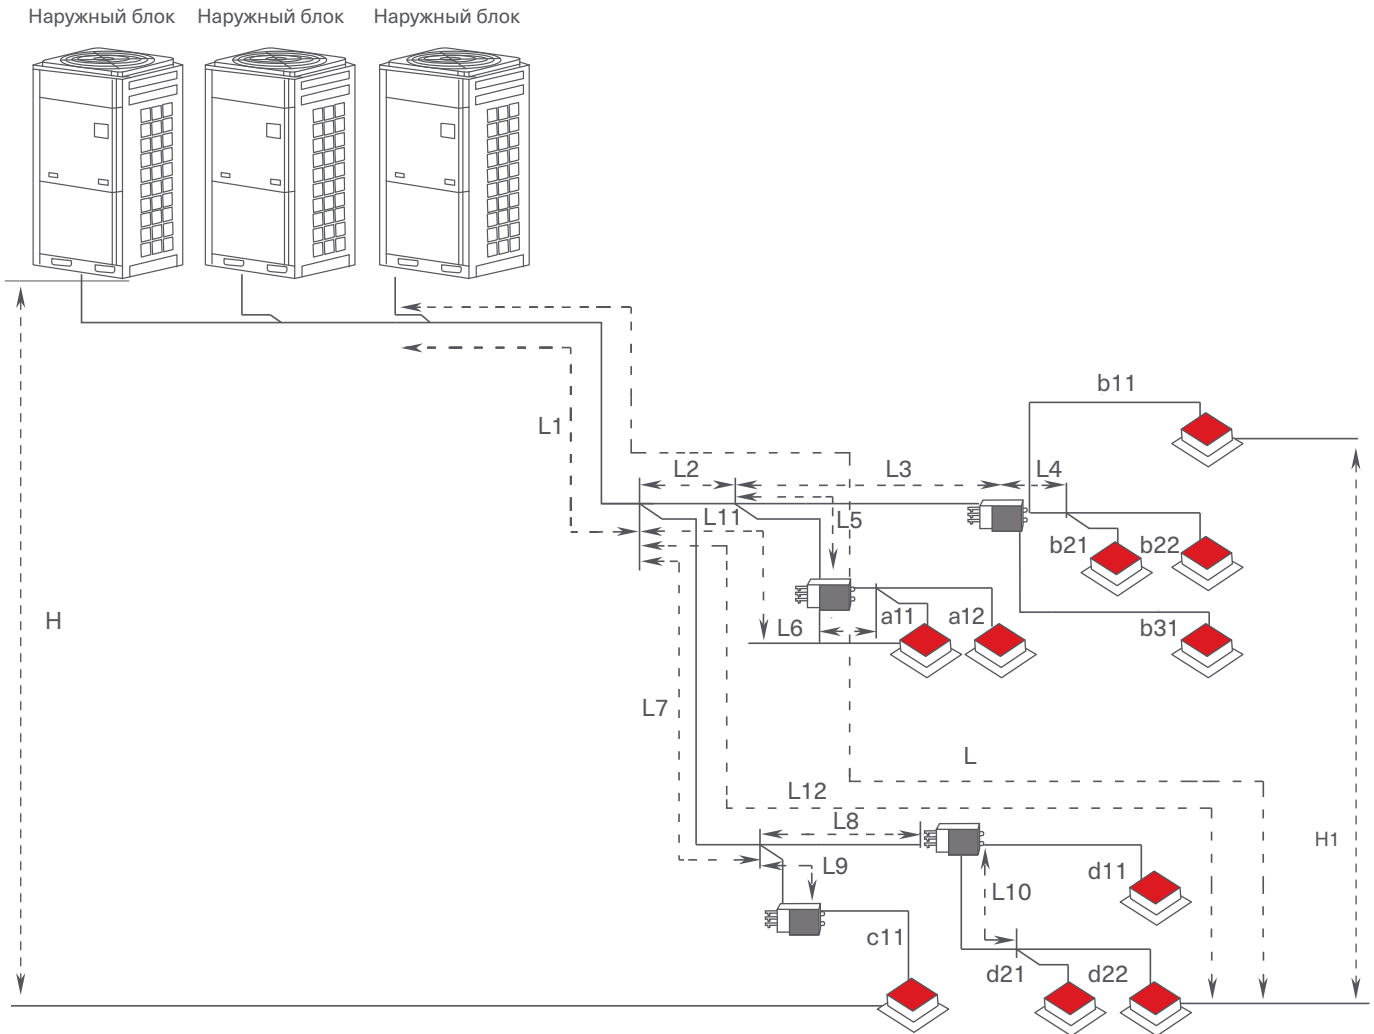 Наружный блок
Наружный блок
Наружный блок
b11
L1
L2
L3
L4
L11
L5
b21
b22
H
L6
a11
a12
b31
L7
L
L12
L8
H1
L9
d11
L10
c11
d21
d22